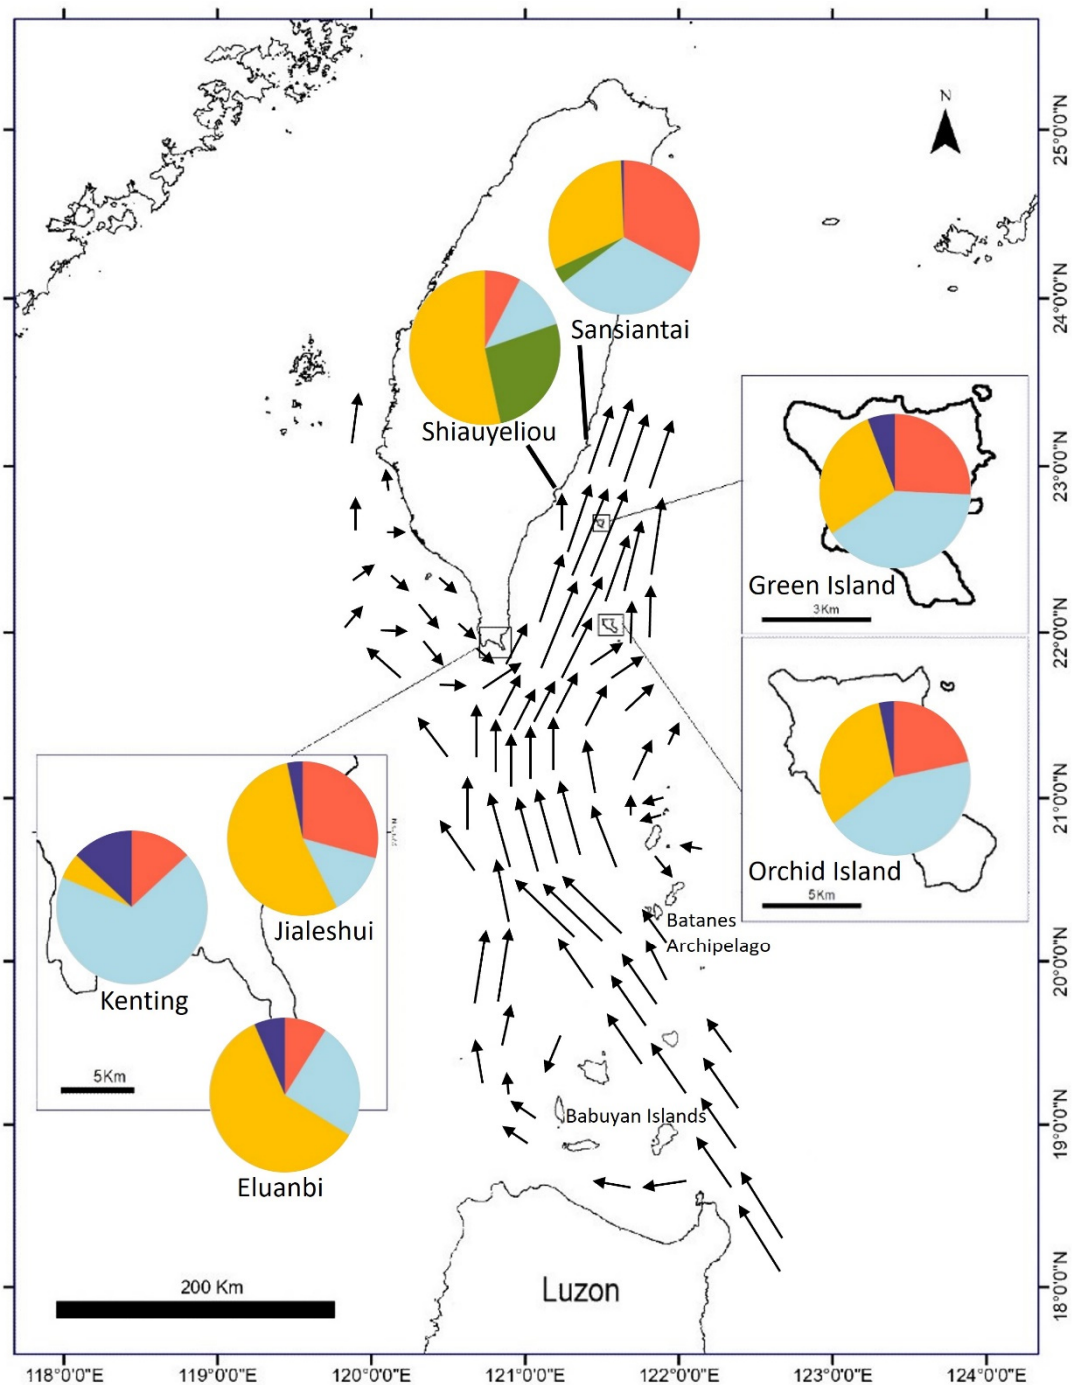 N
Sansiantai
Shiauyeliou
Green Island
3Km
Orchid Island
5Km
Jialeshui
Kenting
5Km
Eluanbi
Batanes
Archipelago
Babuyan Islands
Luzon
200 Km
25°0'0"N
24°0'0"N
23°0'0"N
22°0'0"N
21°0'0"N
20°0'0"N
19°0'0"N
18°0'0"N
118°0'0"E
119°0'0"E
120°0'0"E
121°0'0"E
122°0'0"E
123°0'0"E
124°0'0"E